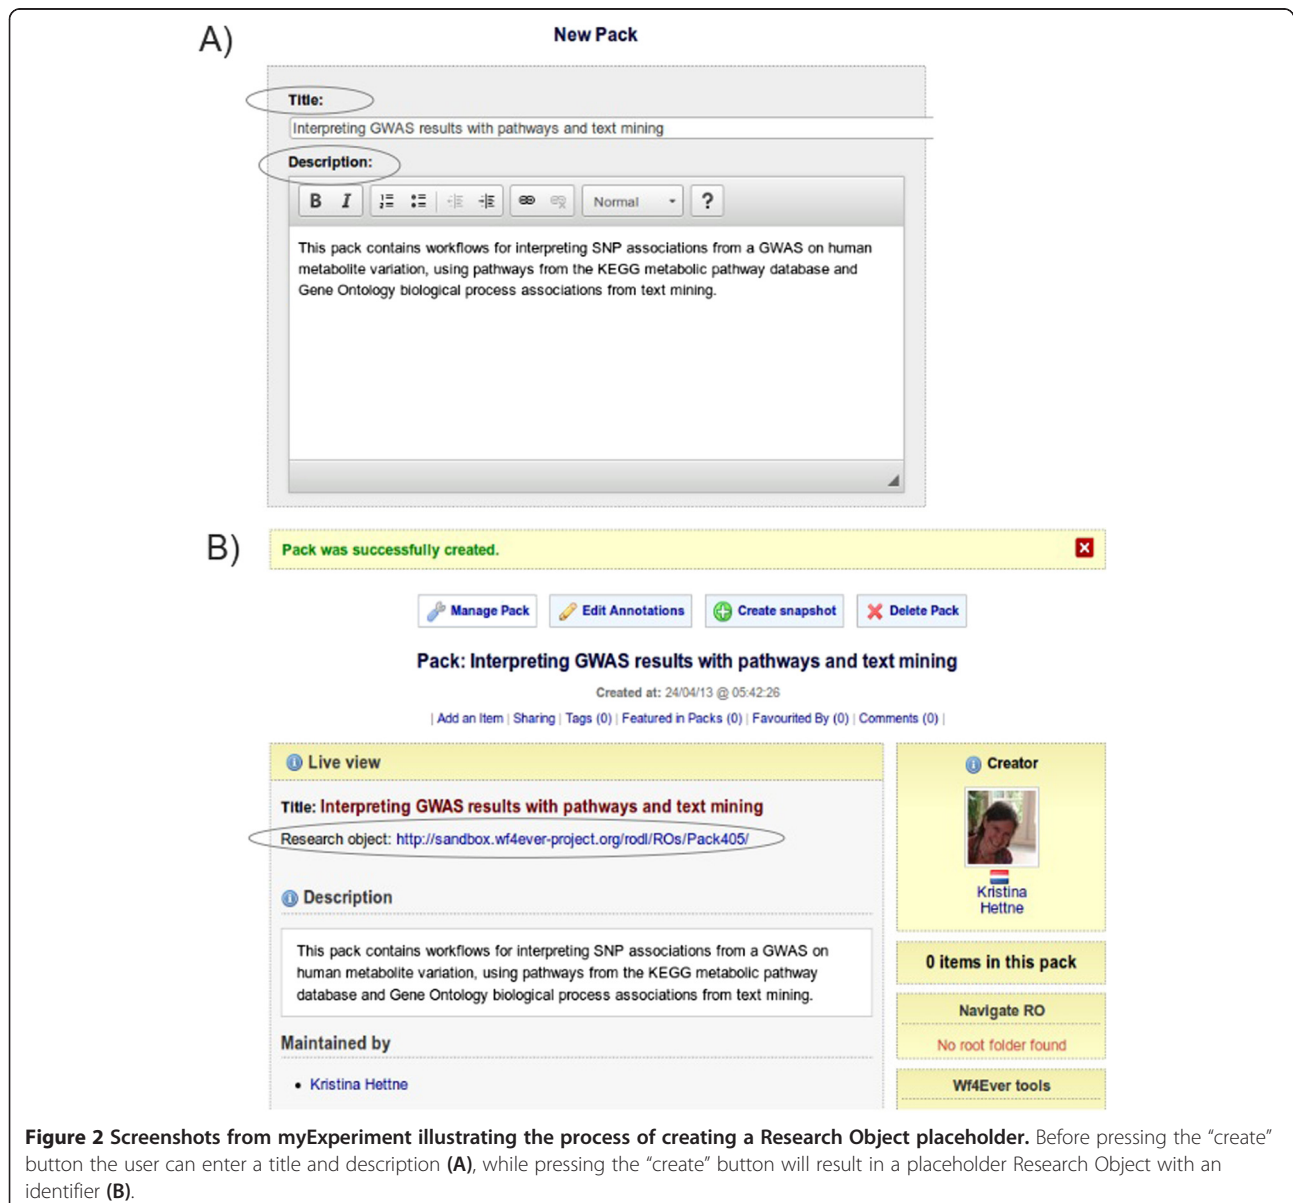 A)
New Pack
Title:
Interpreting GWAS results with pathways and text mining
Description:
B I Normal ?
This pack contains workflows for interpreting SNP associations from a GWAS on human
metabolite variation, using pathways from the KEGG metabolic pathway database and
Gene Ontology biological process associations from text mining.
B)
Pack was successfully created.
Manage Pack Edit Annotations Create snapshot Delete Pack
Pack: Interpreting GWAS results with pathways and text mining
Created at: 24/04/13 @ 05:42:26
| Add an Item | Sharing | Tags (0) | Featured in Packs (0) | Favourited By (0) | Comments (0) |
Live view
Title: Interpreting GWAS results with pathways and text mining
Research object: http://sandbox.wf4ever-project.org/rodl/ROs/Pack405/
Description
This pack contains workflows for interpreting SNP associations from a GWAS on
human metabolite variation, using pathways from the KEGG metabolic pathway
database and Gene Ontology biological process associations from text mining.
Maintained by
• Kristina Hettne
Creator
Kristina
Hettne
0 items in this pack
Navigate RO
No root folder found
Wf4Ever tools
Figure 2 Screenshots from myExperiment illustrating the process of creating a Research Object placeholder. Before pressing the “create”
button the user can enter a title and description (A), while pressing the “create” button will result in a placeholder Research Object with an
identifier (B).